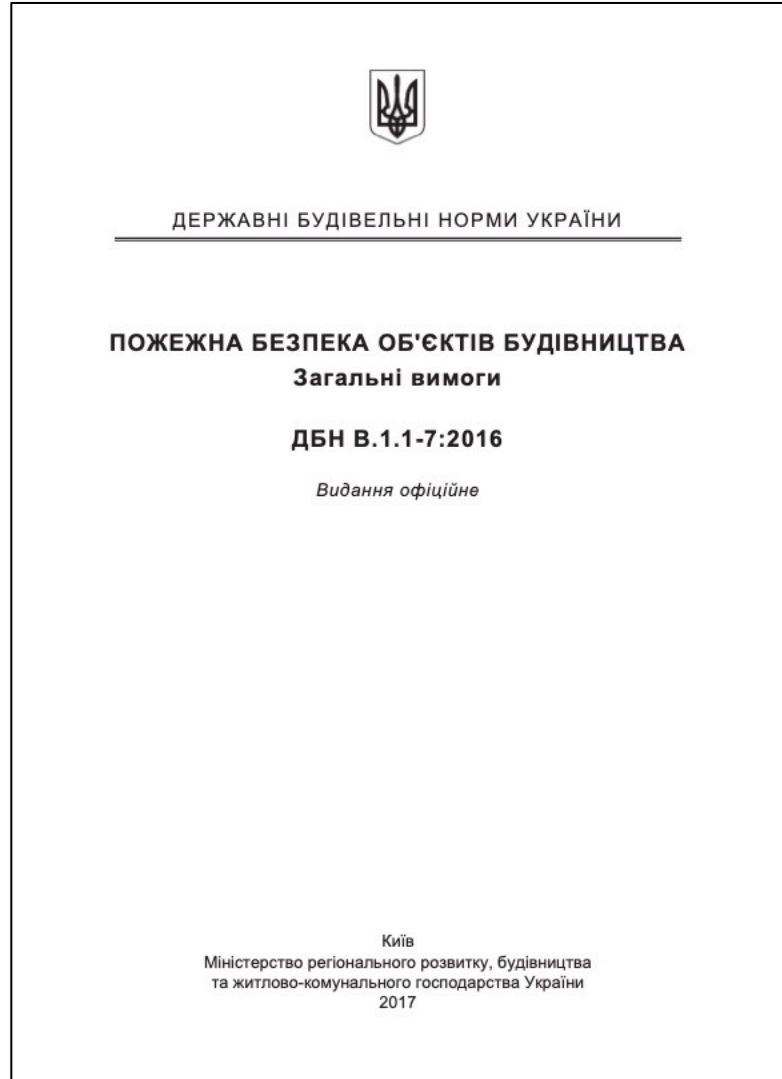 ДЕРЖАВНІ БУДІВЕЛЬНІ НОРМИ УКРАЇНИ
ПОЖЕЖНА БЕЗПЕКА ОБ'ЄКТІВ БУДІВНИЦТВА
Загальні вимоги
ДБН В.1.1-7:2016
Видання офіційне
Київ
Міністерство регіонального розвитку, будівництва
та житлово-комунального господарства України
2017